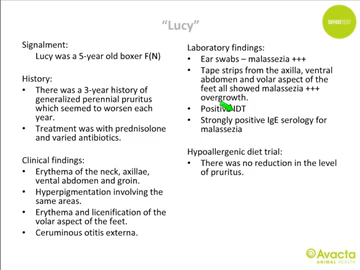 "Lucy"
Signalment:
Lucy was a 5-year old boxer F(N)
History:
• There was a 3-year history of
generalized perennial pruritus
which seemed to worsen each
year.
• Treatment was with prednisolone
and varied antibiotics.
Clinical findings:
• Erythema of the neck, axillae,
vental abdomen and groin.
• Hyperpigmentation involving the
same areas.
• Erythema and licenification of the
volar aspect of the feet.
• Ceruminous otitis externa.
Laboratory findings:
• Ear swabs – malassezia +++
• Tape strips from the axilla, ventral
abdomen and volar aspect of the
feet all showed malassezia +++
overgrowth.
• Positive IDT
• Strongly positive IgE serology for
malassezia
Hypoallergenic diet trial:
• There was no reduction in the level
of pruritus.
Avacta
ANIMAL HEALTH